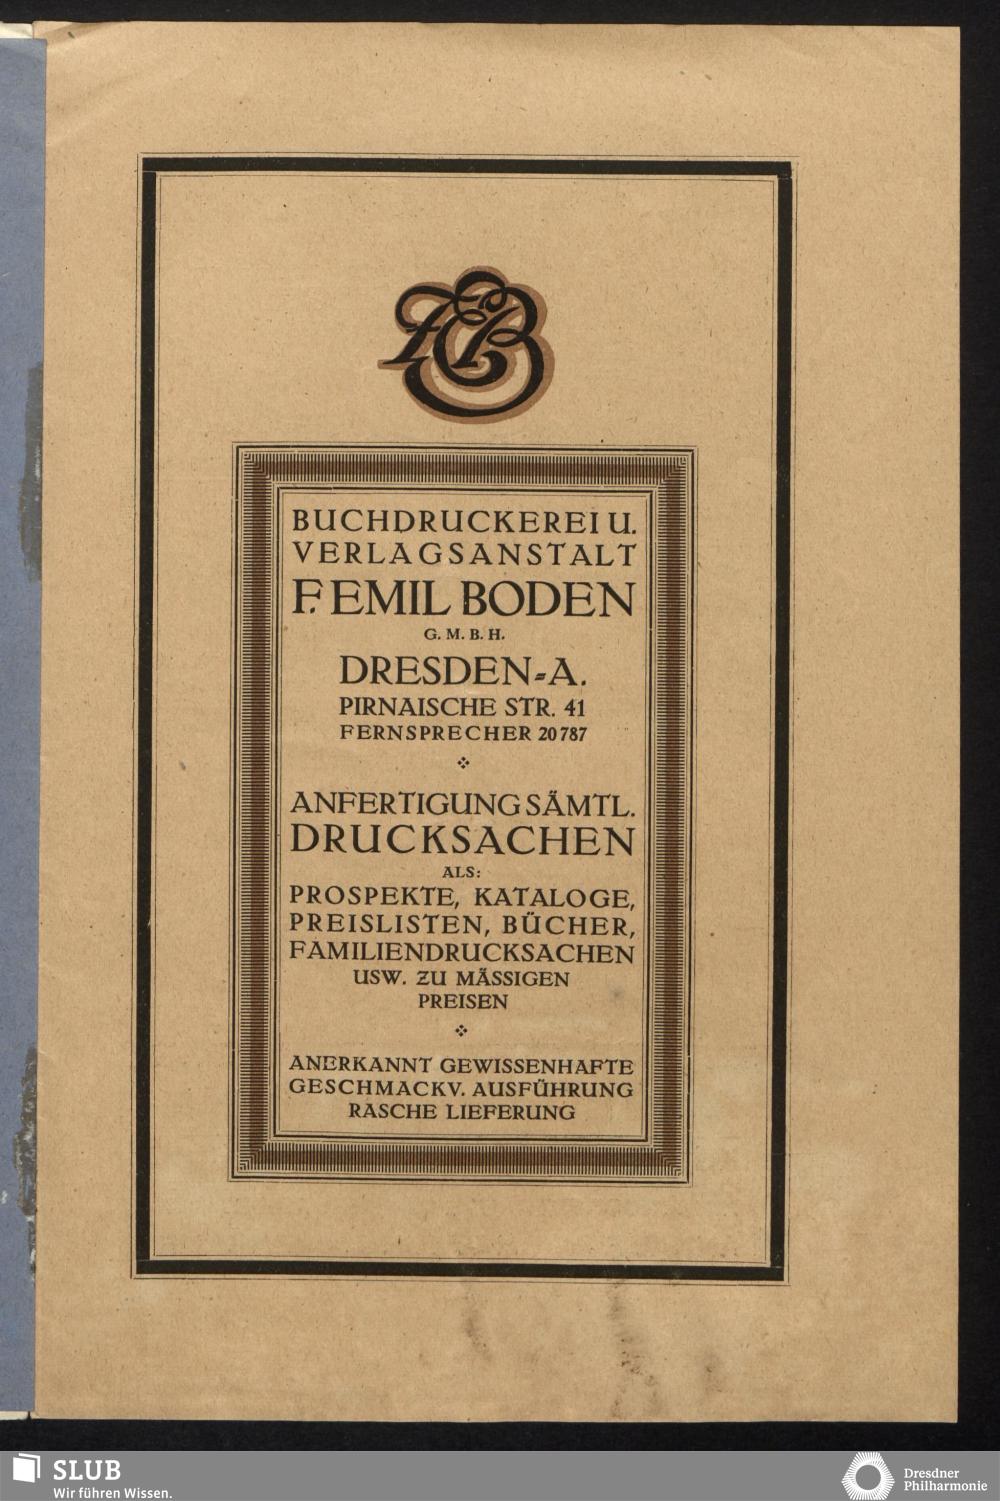 FEB
BUCHDRUCKEREI U.
VERLAGSANSTALT
F. EMIL BODEN
G. M. B. H.
DRESDEN=A.
PIRNAISCHE STR. 41
FERNSPRECHER 20787
ANFERTIGUNG SÄMTL.
DRUCKSACHEN
ALS:
PROSPEKTE, KATALOGE,
PREISLISTEN, BÜCHER,
FAMILIENDRUCKSACHEN
USW. ZU MÄSSIGEN
PREISEN
ANERKANNT GEWISSENHAFTE
GESCHMACKV. AUSFÜHRUNG
RASCHE LIEFERUNG
SLUB
Wir führen Wissen.
Dresdner
Philharmonie